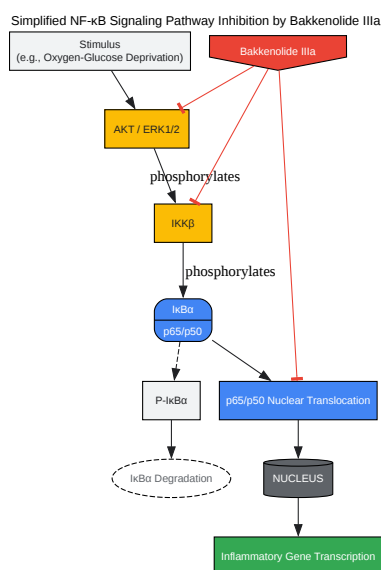 Simplified NF-κB Signaling Pathway Inhibition by Bakkenolide IIIa
Stimulus
(e.g., Oxygen-Glucose Deprivation)
Bakkenolide IIIa
AKT / ERK1/2
phosphorylates
IKKβ
phosphorylates
IκBα
p65/p50
P-IκBα
p65/p50 Nuclear Translocation
IκBα Degradation
NUCLEUS
Inflammatory Gene Transcription